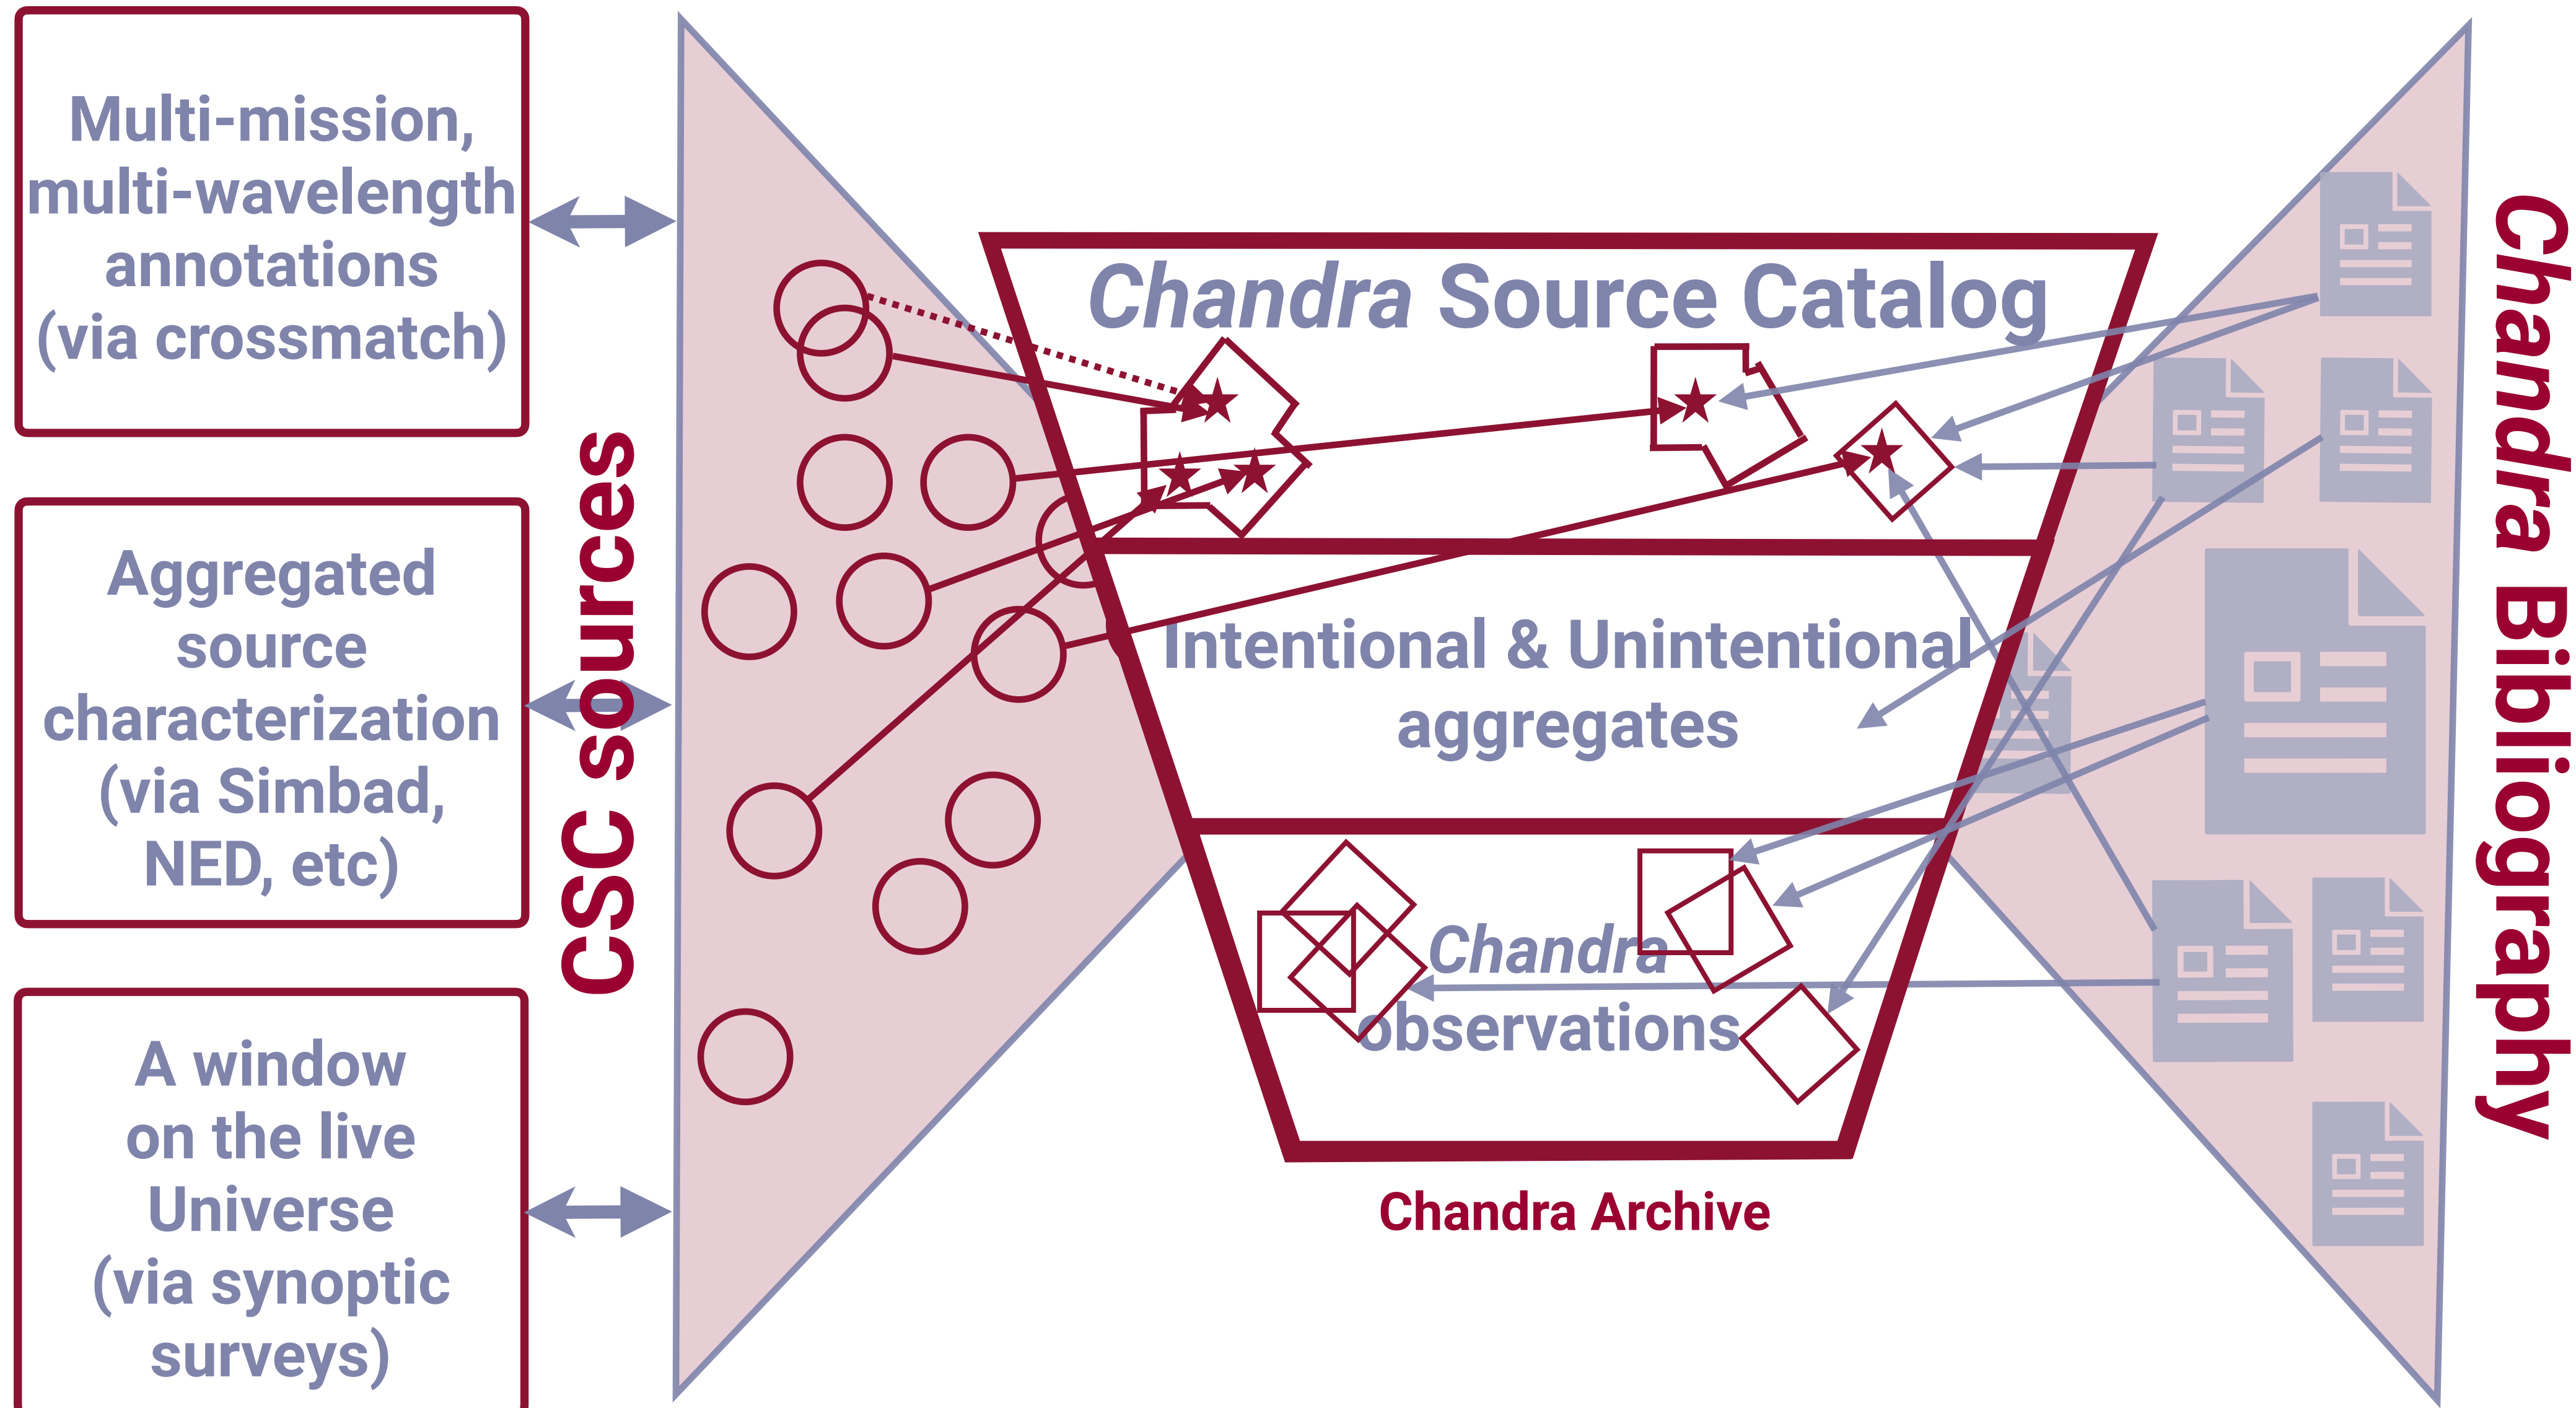 Multi-mission,
multi-wavelength
annotations
(via crossmatch)
Aggregated
source
characterization
(via Simbad,
NED, etc)
A window
on the live
Universe
(via synoptic
surveys)
CSC sources
Chandra Source Catalog
Intentional & Unintentional
aggregates
Chandra
observations
Chandra Archive
Chandra Bibliography